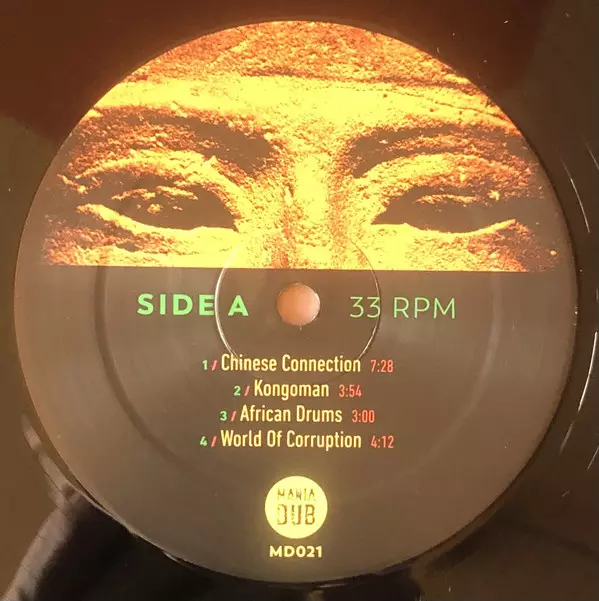 SIDE A 33 RPM
1 / Chinese Connection 7:28
2 / Kongoman 3:54
3 / African Drums 3:00
4 / World Of Corruption 4:12
MANIA
DUB
MD021